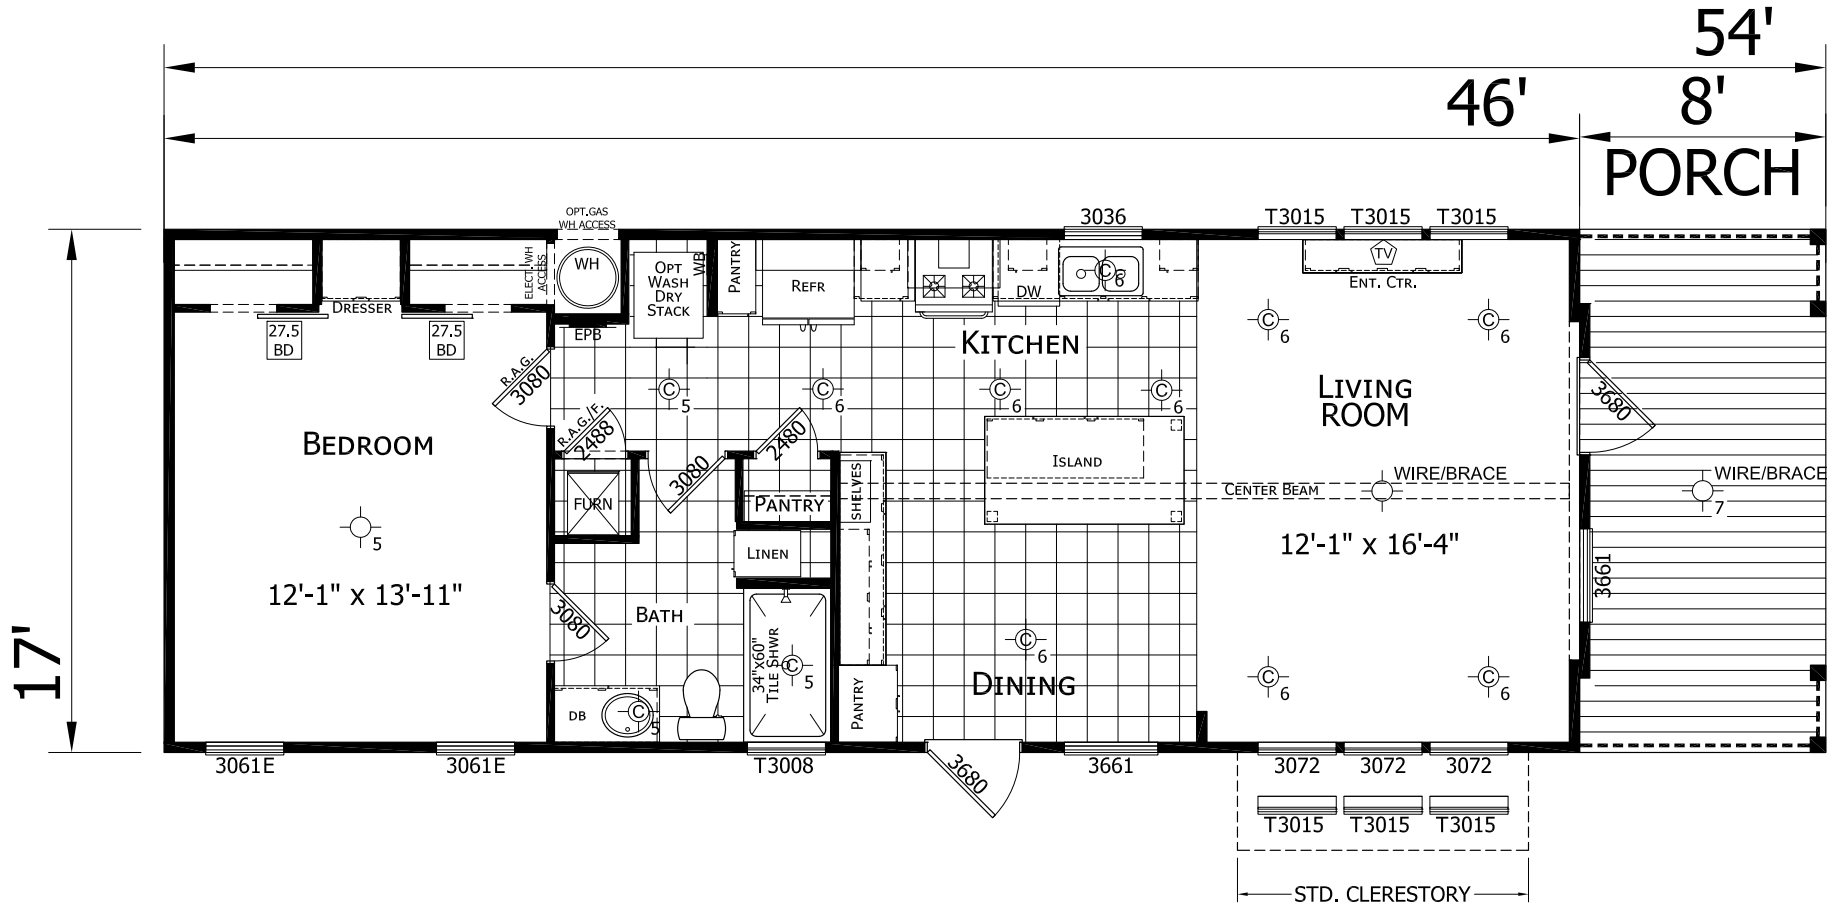 54'
46'
8'
PORCH
17'
OPT.GAS
WH ACCESS
3036
T3015
T3015
T3015
ELECT. WH
ACCESS
WH
OPT
WASH
DRY
STACK
WB
PANTRY
REFR
DW
C
6
TV
ENT. CTR.
DRESSER
27.5
BD
27.5
BD
EPB
KITCHEN
C
6
C
6
R.A.G.
3080
C
5
C
6
C
6
C
6
LIVING
ROOM
3680
R.A.G./F.
2488
2480
3080
BEDROOM
SHELVES
ISLAND
FURN
PANTRY
CENTER BEAM
WIRE/BRACE
WIRE/BRACE
7
5
LINEN
12'-1" x 16'-4"
3661
12'-1" x 13'-11"
3080
BATH
34"x60"
TILE SHWR
C
5
C
6
DINING
C
6
C
6
PANTRY
DB
C
5
3061E
3061E
T3008
3680
3661
3072
3072
3072
T3015
T3015
T3015
STD. CLERESTORY